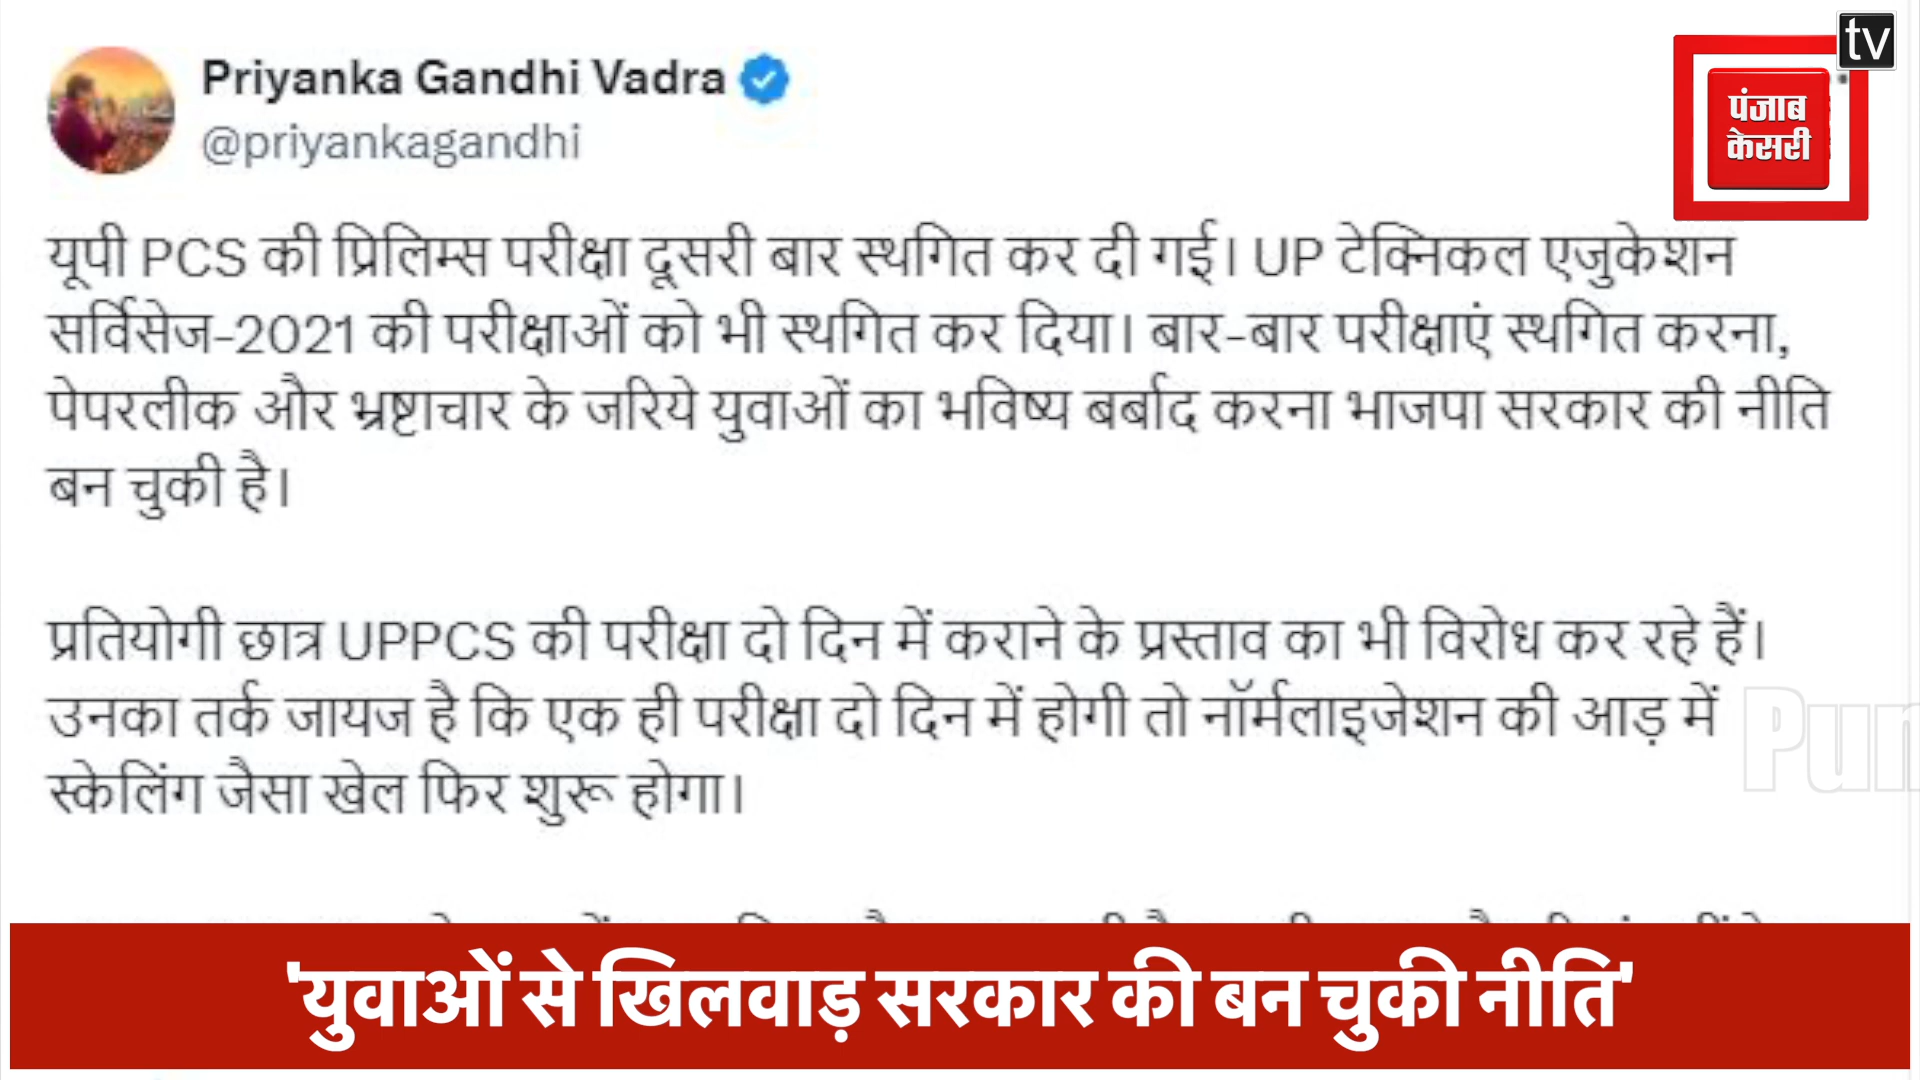 Priyanka Gandhi Vadra
@priyankagandhi
tv
पंजाब
केसरी
यूपी PCS की प्रिलिम्स परीक्षा दूसरी बार स्थगित कर दी गई। UP टेक्निकल एजुकेशन
सर्विसेज-2021 की परीक्षाओं को भी स्थगित कर दिया। बार-बार परीक्षाएं स्थगित करना,
पेपरलीक और भ्रष्टाचार के जरिये युवाओं का भविष्य बर्बाद करना भाजपा सरकार की नीति
बन चुकी है।
प्रतियोगी छात्र UPPCS की परीक्षा दो दिन में कराने के प्रस्ताव का भी विरोध कर रहे हैं।
उनका तर्क जायज है कि एक ही परीक्षा दो दिन में होगी तो नॉर्मलाइजेशन की आड़ में
स्केलिंग जैसा खेल फिर शुरू होगा।
Pun
'युवाओं से खिलवाड़ सरकार की बन चुकी नीति'